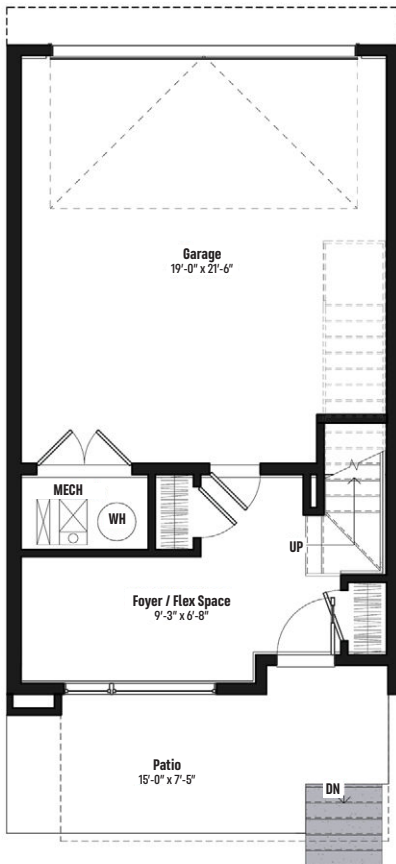 Garage
19'-0" x 21'-6"
MECH
WH
UP
Foyer / Flex Space
9'-3" x 6'-8"
Patio
15'-0" x 7'-5"
DN